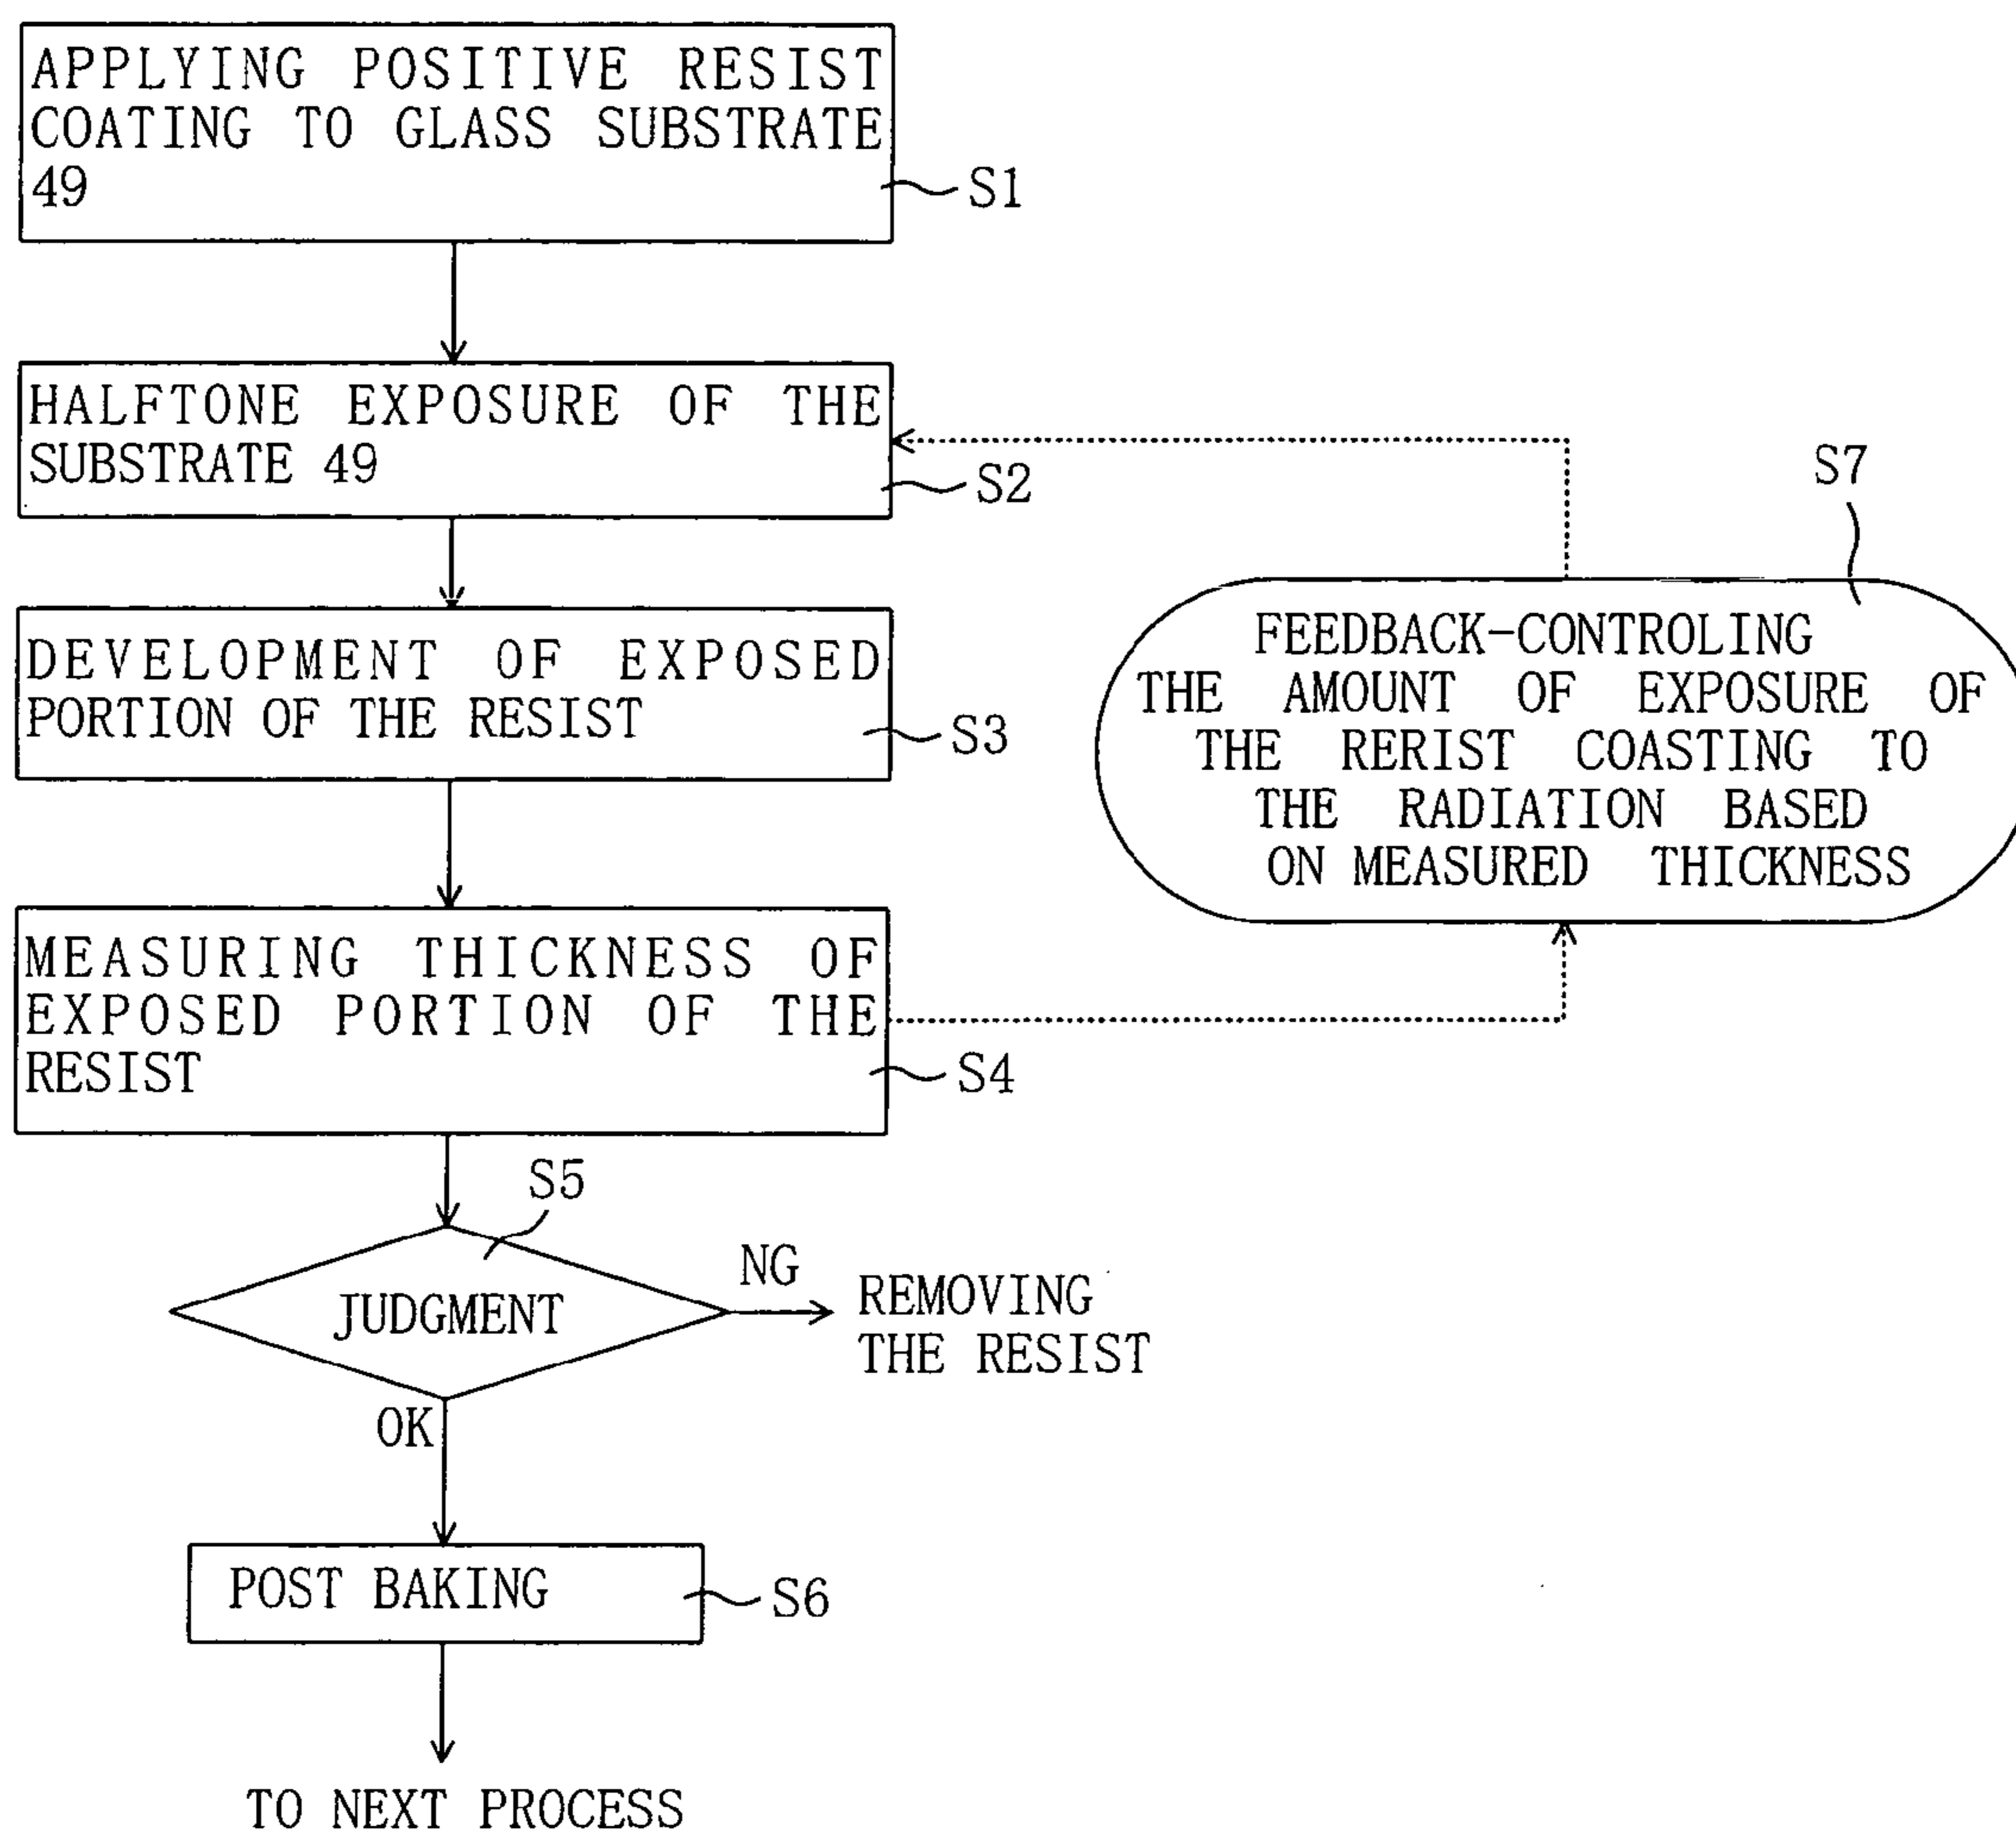 APPLYING POSITIVE RESIST
COATING TO GLASS SUBSTRATE
49
S1
HALFTONE EXPOSURE OF THE
SUBSTRATE 49
S2
S7
DEVELOPMENT OF EXPOSED
PORTION OF THE RESIST
S3
FEEDBACK-CONTROLING
THE AMOUNT OF EXPOSURE OF
THE RERIST COASTING TO
THE RADIATION BASED
ON MEASURED THICKNESS
MEASURING THICKNESS OF
EXPOSED PORTION OF THE
RESIST
S4
S5
JUDGMENT
NG
REMOVING
THE RESIST
OK
POST BAKING
S6
TO NEXT PROCESS